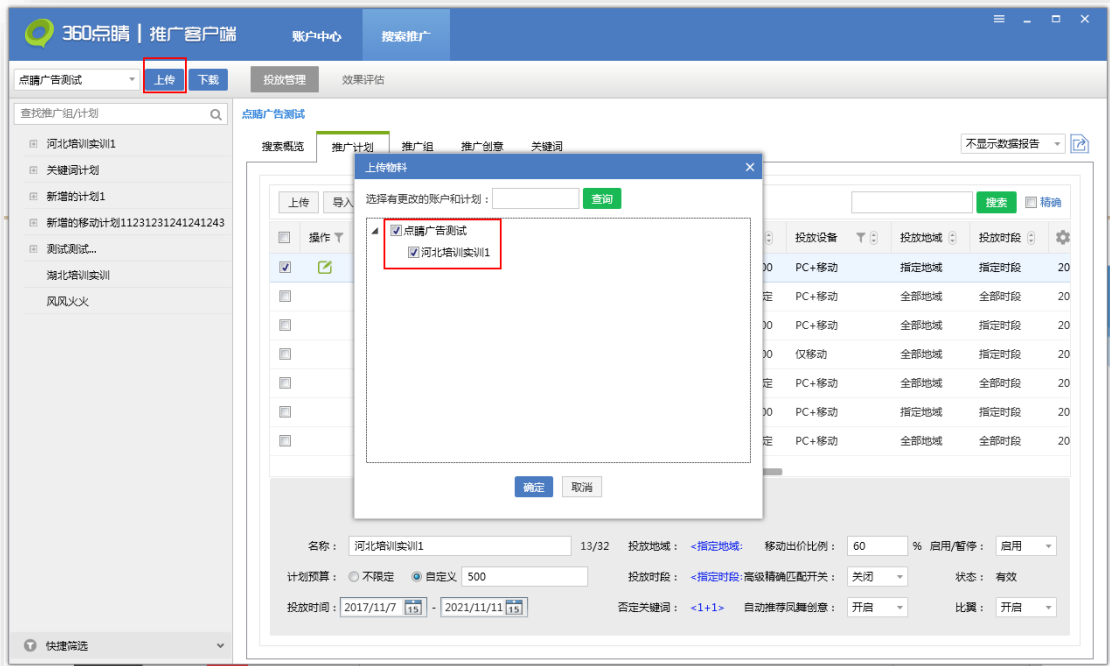 360点睛 | 推广客户端 账户中心 搜索推广
点睛广告测试 上传 下载 投放管理 效果评估
查找推广组/计划 点睛广告测试
河北培训实训1
关键词计划
新增的计划1
新增的移动计划11231231241241243
测试测试...
湖北培训实训
风风火火
快捷筛选
搜索概览 推广计划 推广组 推广创意 关键词 不显示数据报告
上传 导入 搜索 精确
操作 投放设备 投放地域 投放时段
00 PC+移动 指定地域 指定时段 20
定 PC+移动 全部地域 全部时段 20
00 PC+移动 全部地域 指定时段 20
00 仅移动 全部地域 指定时段 20
定 PC+移动 全部地域 全部时段 20
00 PC+移动 指定地域 指定时段 20
定 PC+移动 全部地域 全部时段 20
上传物料
选择有更改的账户和计划： 查询
点睛广告测试
河北培训实训1
确定 取消
名称： 河北培训实训1 13/32 投放地域： <指定地域: 移动出价比例： 60 % 启用/暂停： 启用
计划预算： 不限定 自定义 500 投放时段： <指定时段: 高级精确匹配开关： 关闭 状态： 有效
投放时间： 2017/11/7 15 - 2021/11/11 15 否定关键词： <1+1> 自动推荐凤舞创意： 开启 比翼： 开启